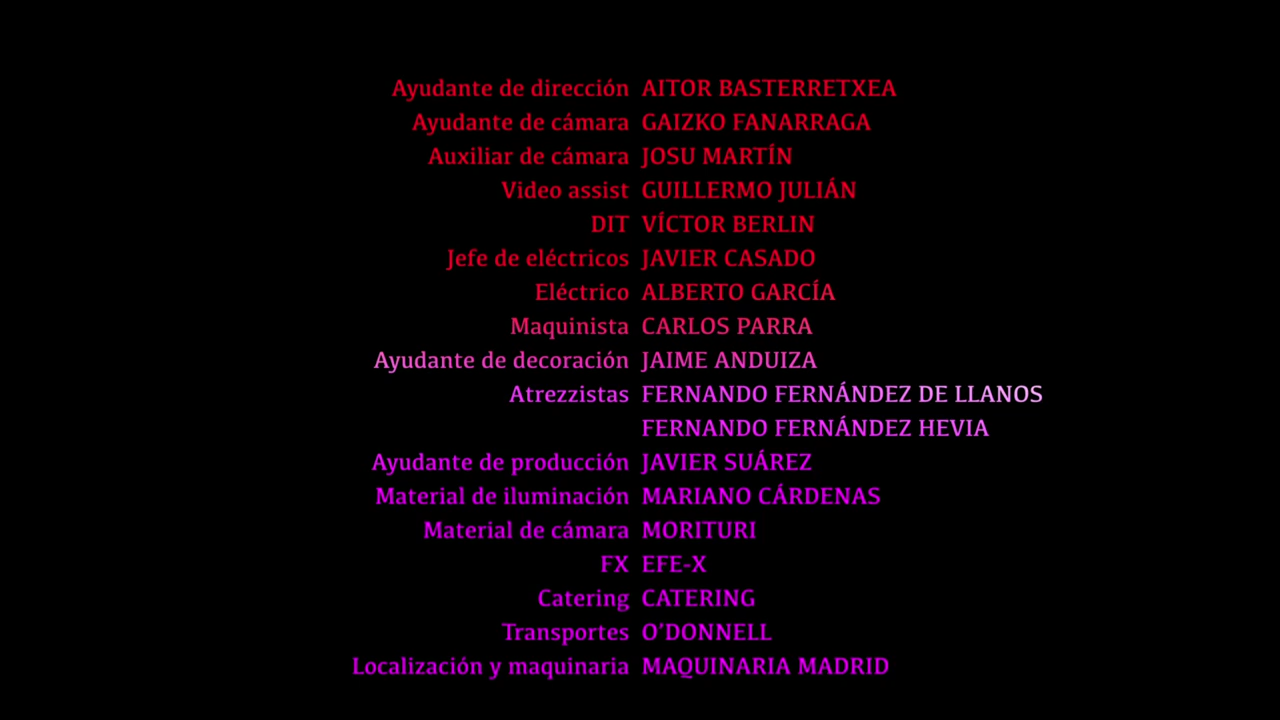 Ayudante de dirección AITOR BASTERRETXEA
Ayudante de cámara GAIZKO FANARRAGA
Auxiliar de cámara JOSU MARTÍN
Video assist GUILLERMO JULIÁN
DIT VÍCTOR BERLIN
Jefe de eléctricos JAVIER CASADO
Eléctrico ALBERTO GARCÍA
Maquinista CARLOS PARRA
Ayudante de decoración JAIME ANDUIZA
Atrezzistas FERNANDO FERNÁNDEZ DE LLANOS
FERNANDO FERNÁNDEZ HEVIA
Ayudante de producción JAVIER SUÁREZ
Material de iluminación MARIANO CÁRDENAS
Material de cámara MORITURI
FX EFE-X
Catering CATERING
Transportes O’DONNELL
Localización y maquinaria MAQUINARIA MADRID